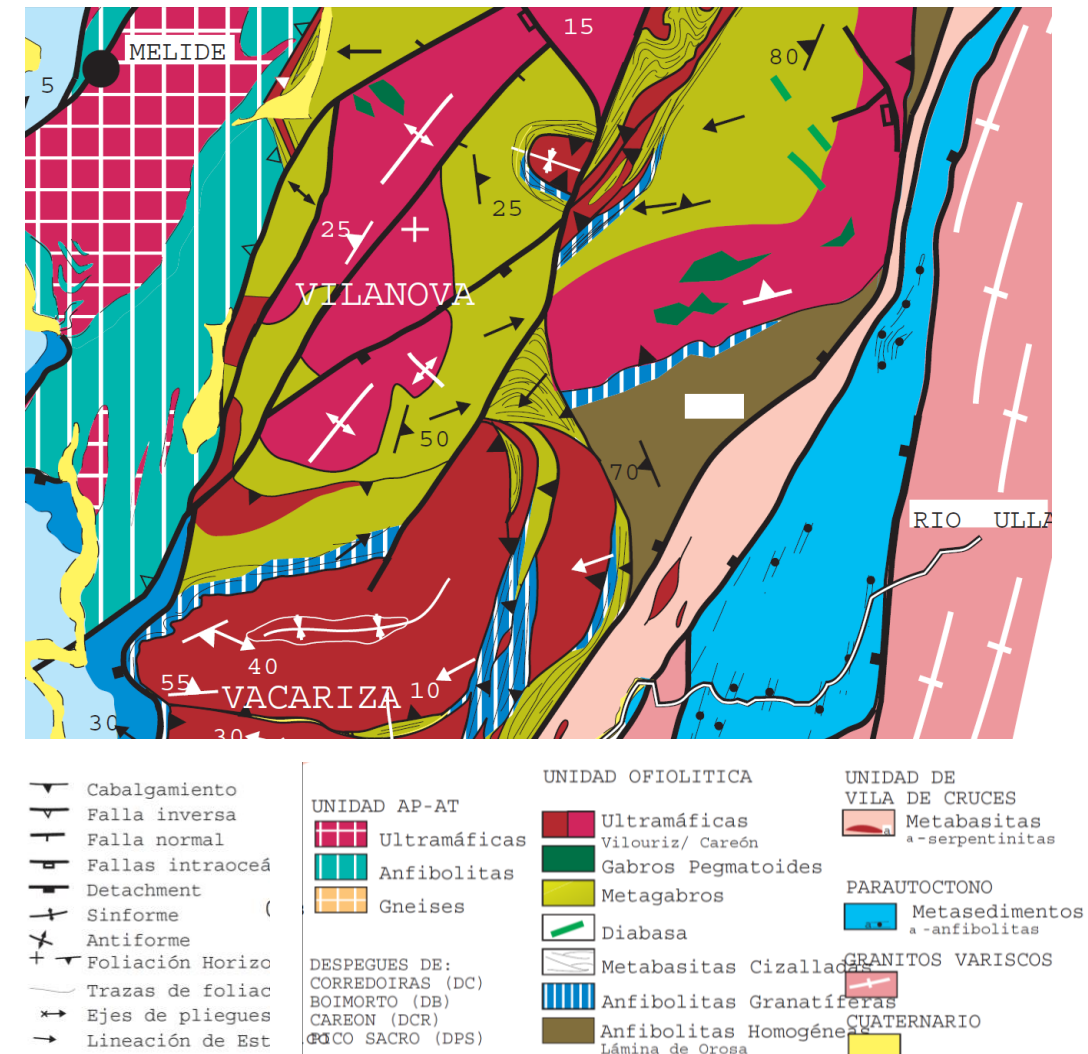 15
MELIDE
80
5
25
25
VILANOVA
50
70
RIO ULLA
40
55
VACARIZA
10
30
30
Cabalgamiento
Falla inversa
Falla normal
Fallas intraoceá
Detachment
Sinforme
Antiforme
Foliación Horizo
Trazas de foliac
Ejes de pliegues
Lineación de Est
UNIDAD AP-AT
Ultramáficas
Anfibolitas
Gneises
DESPEGUES DE:
CORREDOIRAS (DC)
BOIMORTO (DB)
CAREON (DCR)
PICO SACRO (DPS)
UNIDAD OFIOLITICA
Ultramáficas
Vilouriz/ Careón
Gabros Pegmatoides
Metagabros
Diabasa
Metabasitas Cizalladas
Anfibolitas Granatíferas
Anfibolitas Homogéneas
Lámina de Orosa
UNIDAD DE
VILA DE CRUCES
Metabasitas
a
a-serpentinitas
PARAUTOCTONO
Metasedimentos
a
a -anfibolitas
GRANITOS VARISCOS
CUATERNARIO